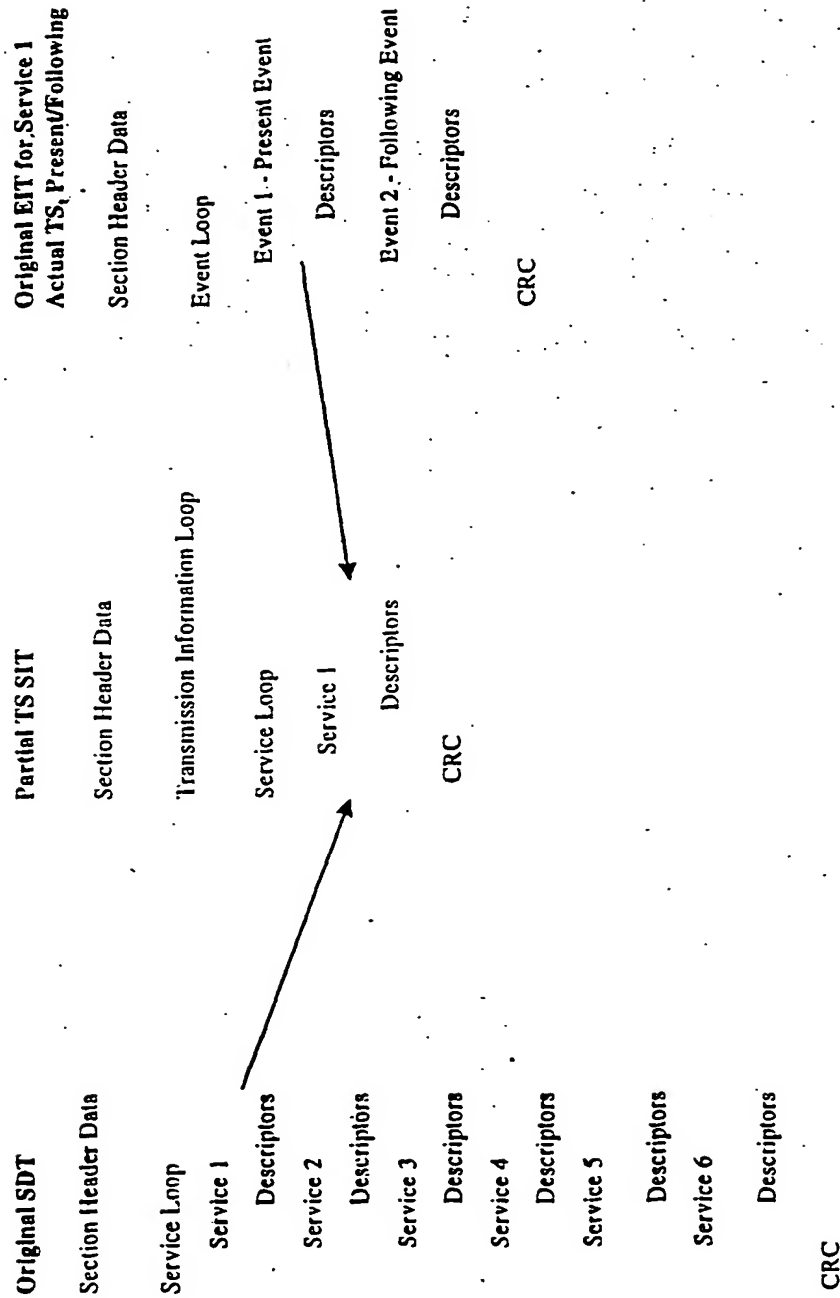 Original SDT
Section Header Data
Service Loop
Service 1
Descriptors
Service 2
Descriptors
Service 3
Descriptors
Service 4
Descriptors
Service 5
Descriptors
Service 6
Descriptors
CRC
Partial TS SIT
Section Header Data
Transmission Information Loop
Service Loop
Service 1
Descriptors
CRC
Original EIT for Service 1
Actual TS, Present/Following
Section Header Data
Event Loop
Event 1 - Present Event
Descriptors
Event 2 - Following Event
Descriptors
CRC